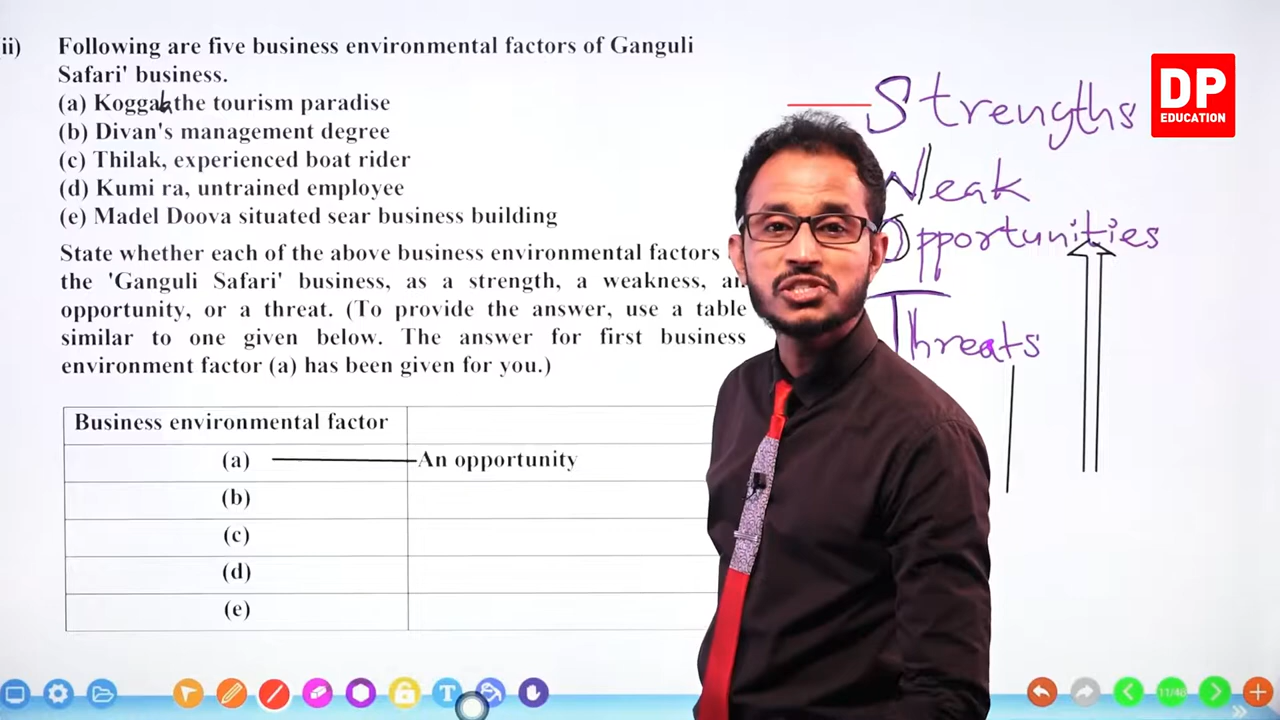 ii) Following are five business environmental factors of Ganguli
Safari' business.
(a) Koggah the tourism paradise
(b) Divan's management degree
(c) Thilak, experienced boat rider
(d) Kumi ra, untrained employee
(e) Madel Doova situated sear business building
State whether each of the above business environmental factors
the 'Ganguli Safari' business, as a strength, a weakness, an
opportunity, or a threat. (To provide the answer, use a table
similar to one given below. The answer for first business
environment factor (a) has been given for you.)
Business environmental factor
(a) An opportunity
(b)
(c)
(d)
(e)
Strengths
Weak
Opportunities
Threats
DP
EDUCATION
T
11/48